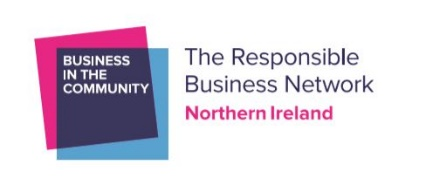 BUSINESS
IN THE
COMMUNITY
The Responsible
Business Network
Northern Ireland